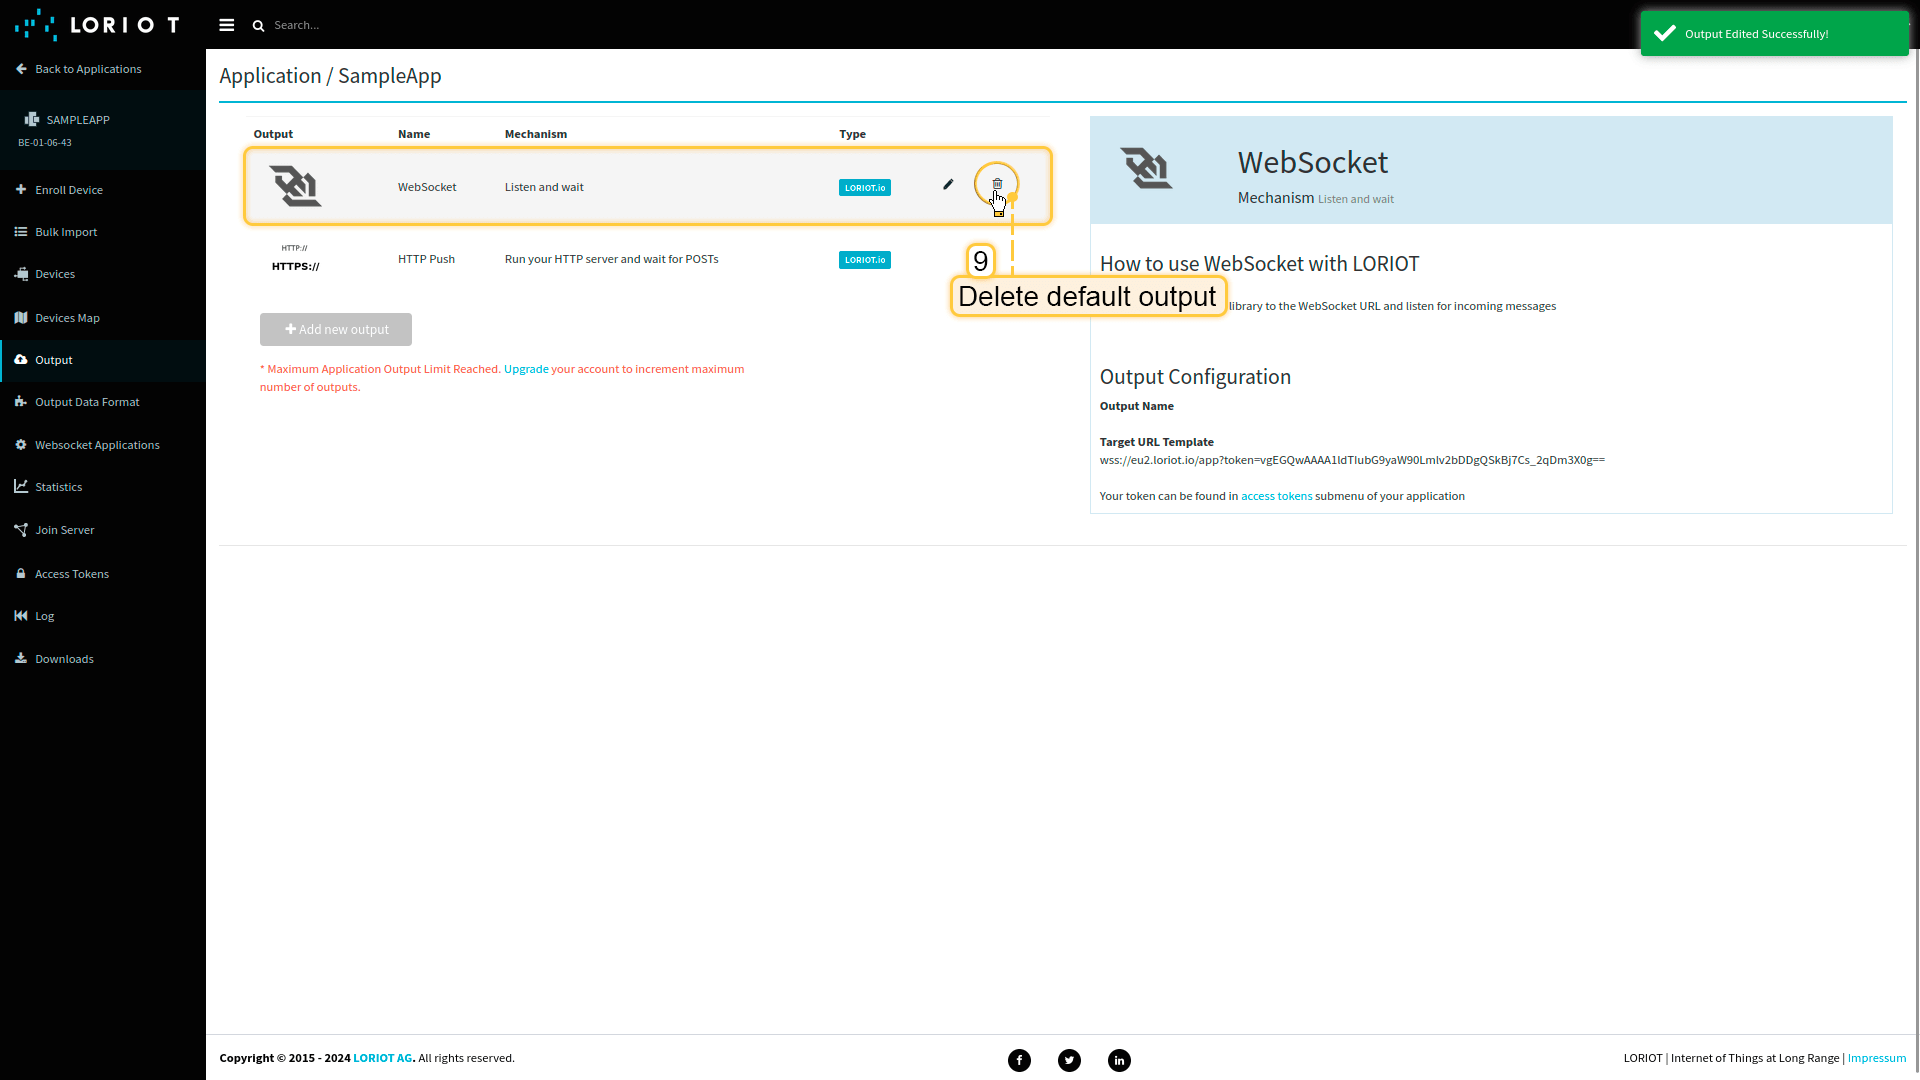 LORIOT
Search...
Output Edited Successfully!
Back to Applications
SAMPLEAPP
BE-01-06-43
Enroll Device
Bulk Import
Devices
Devices Map
Output
Output Data Format
Websocket Applications
Statistics
Join Server
Access Tokens
Log
Downloads
Application / SampleApp
Output Name Mechanism Type
WebSocket Listen and wait LORIOT.io
HTTP://
HTTPS://
HTTP Push Run your HTTP server and wait for POSTs LORIOT.io
9
Delete default output
Add new output
* Maximum Application Output Limit Reached. Upgrade your account to increment maximum
number of outputs.
WebSocket
Mechanism Listen and wait
How to use WebSocket with LORIOT
library to the WebSocket URL and listen for incoming messages
Output Configuration
Output Name
Target URL Template
wss://eu2.loriot.io/app?token=vgEGQwAAAA1ldTIubG9yaW90Lmlv2bDDgQSkBj7Cs_2qDm3X0g==
Your token can be found in access tokens submenu of your application
Copyright © 2015 - 2024 LORIOT AG. All rights reserved.
LORIOT | Internet of Things at Long Range | Impressum